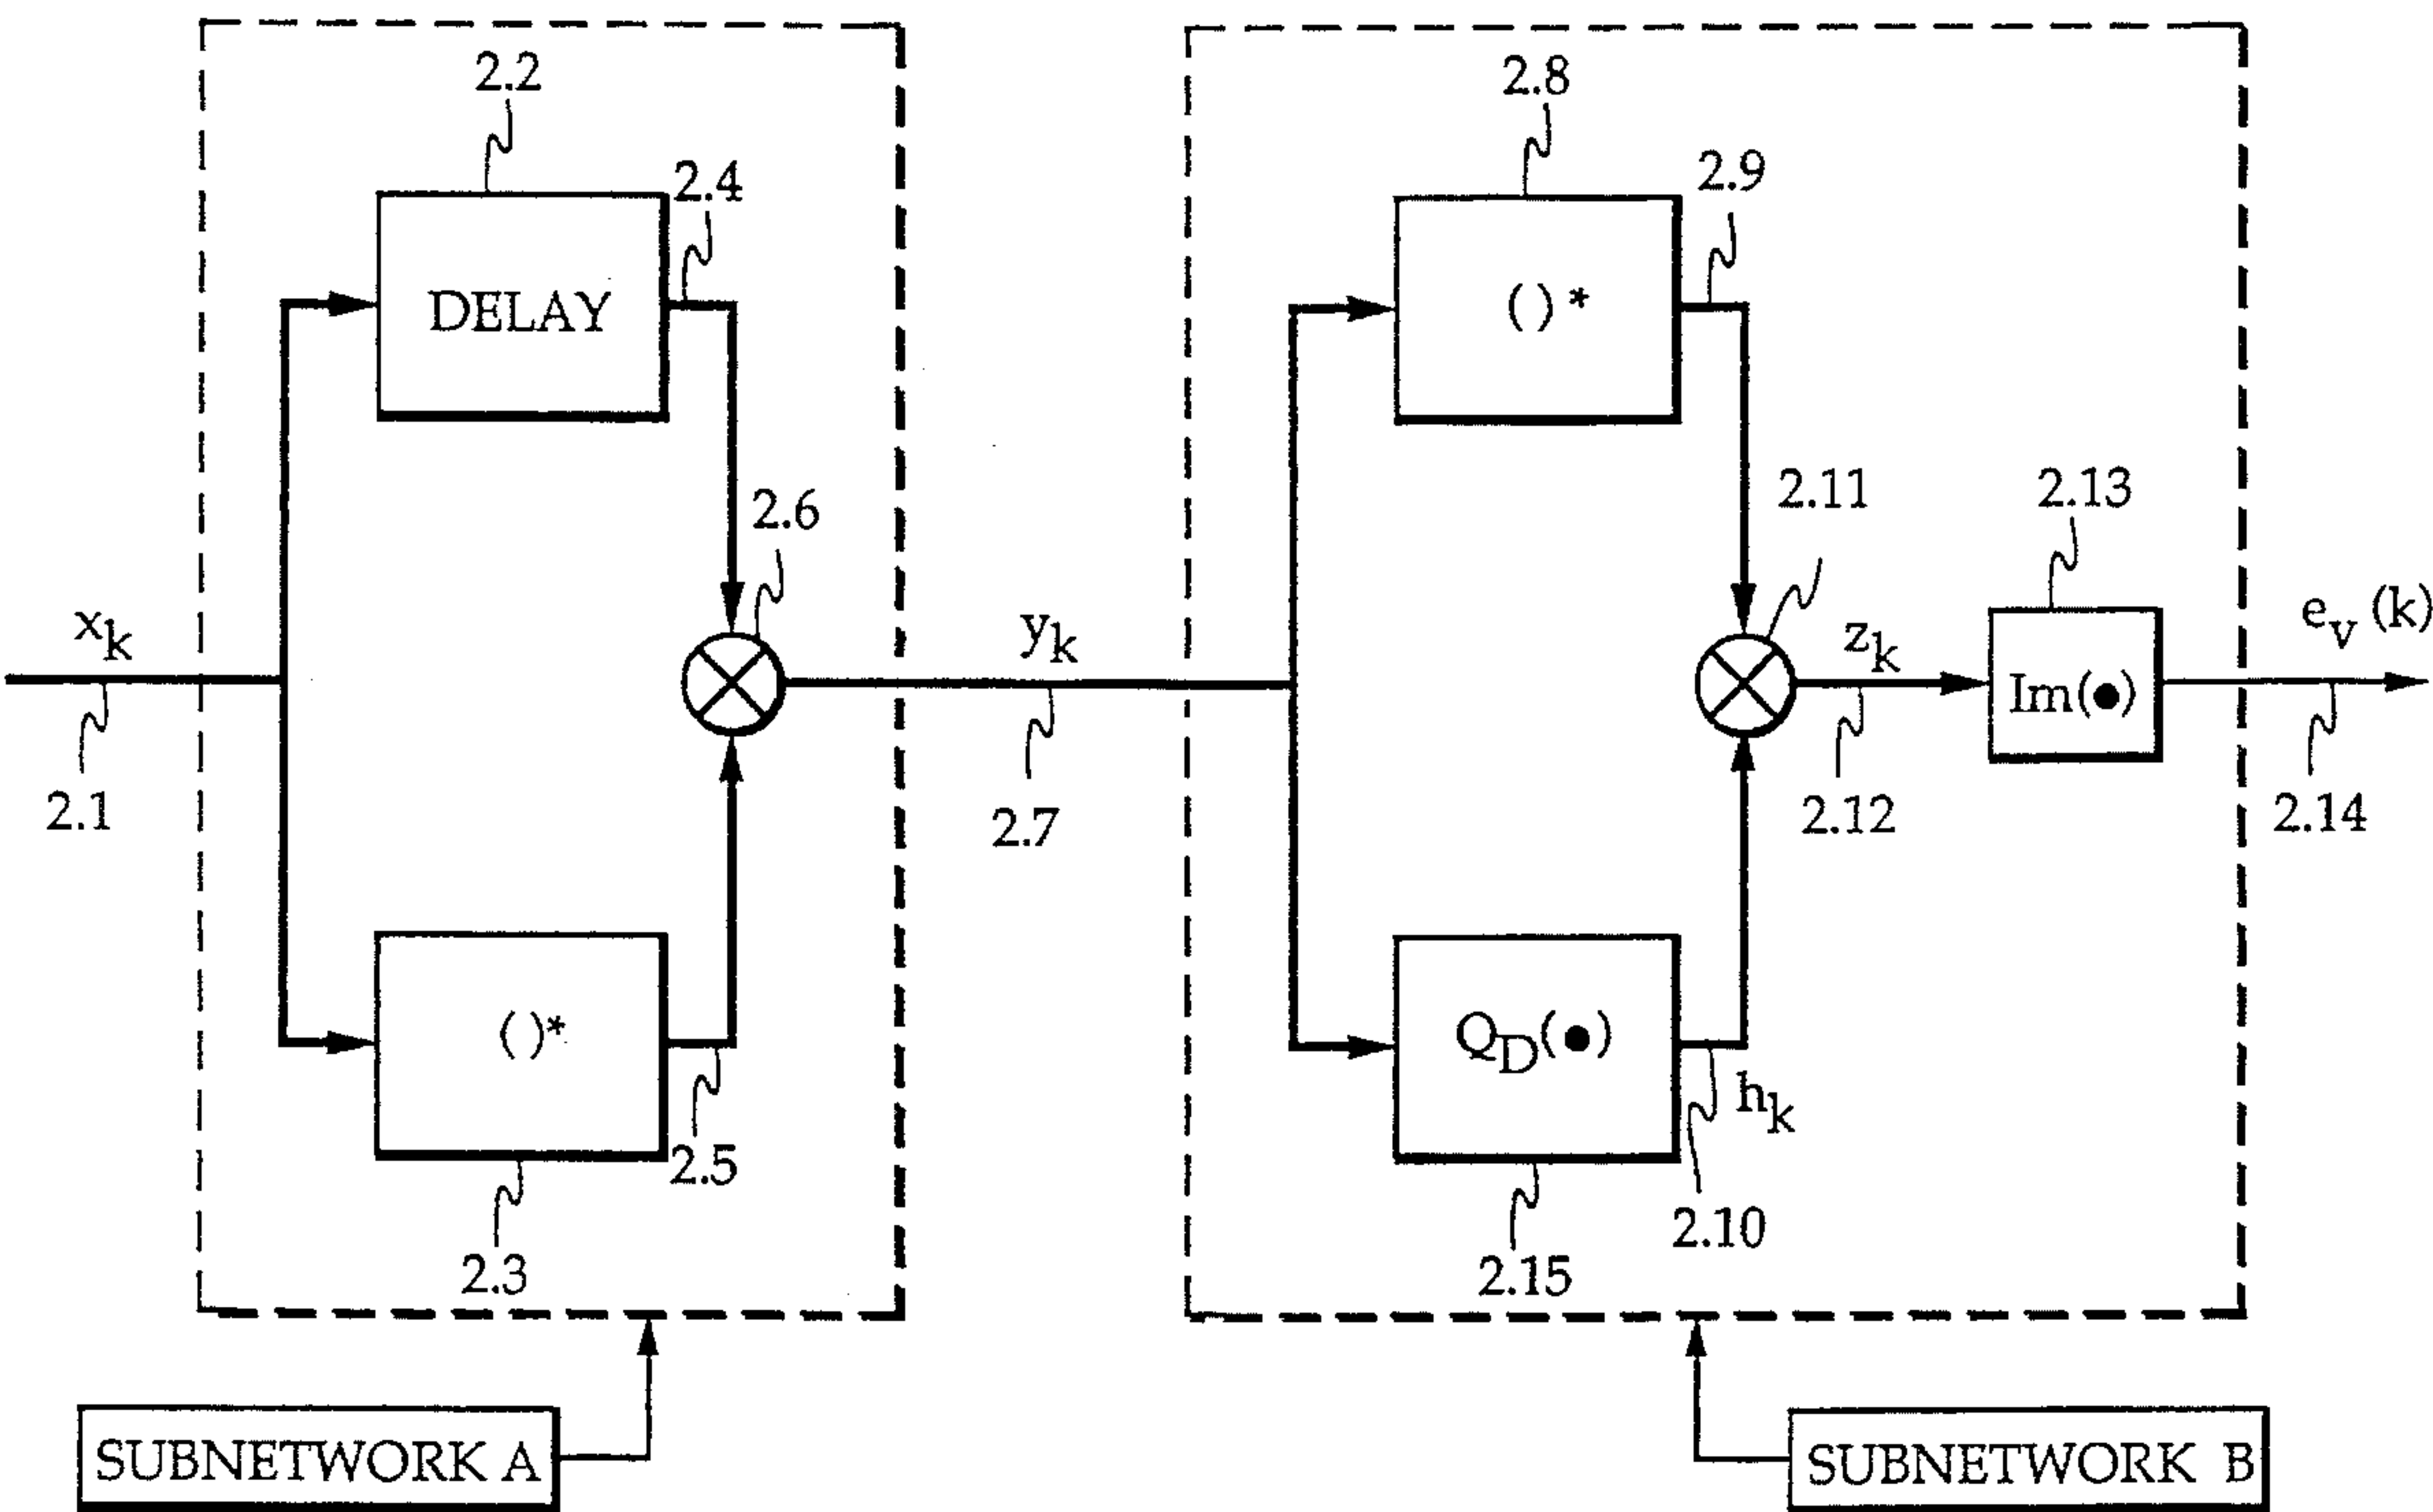 2.2
2.8
2.4
2.9
DELAY
( ) *
2.6
2.11
2.13
x_k
y_k
z_k
e_v (k)
Im(●)
2.1
2.7
2.12
2.14
( )*
Q_D(●)
h_k
2.5
2.10
2.3
2.15
SUBNETWORK A
SUBNETWORK B